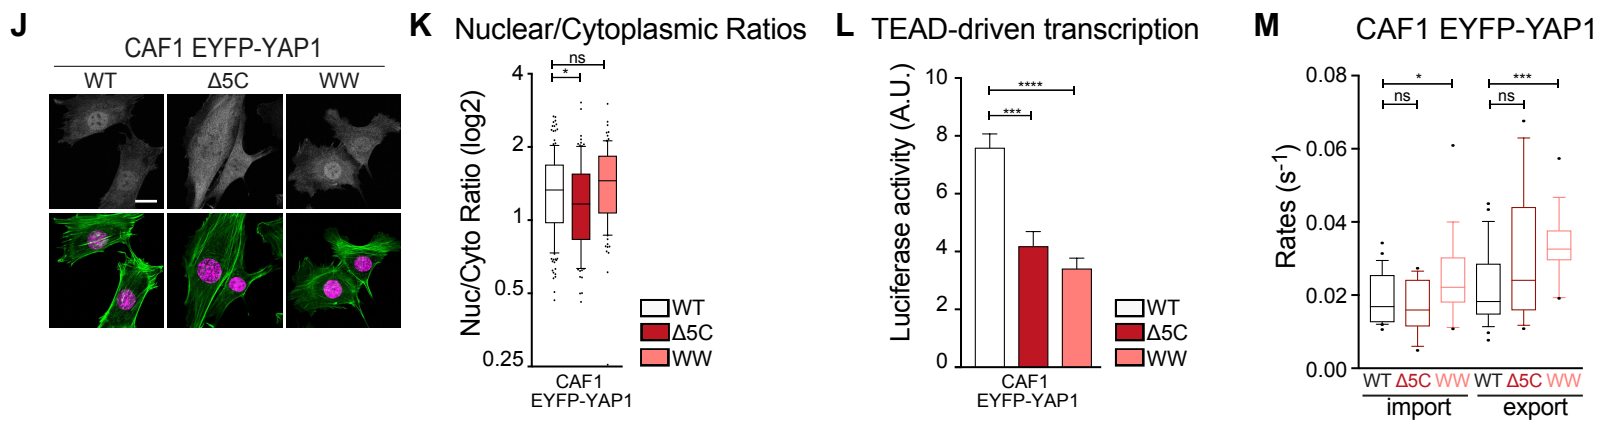 J
CAF1 EYFP-YAP1
WT Δ5C WW
K Nuclear/Cytoplasmic Ratios
Nuc/Cyto Ratio (log2)
4
2
1
0.5
0.25
ns
*
WT
Δ5C
WW
CAF1
EYFP-YAP1
L TEAD-driven transcription
Luciferase activity (A.U.)
10
8
6
4
2
0
****
***
WT
Δ5C
WW
CAF1
EYFP-YAP1
M CAF1 EYFP-YAP1
Rates (s-1)
0.08
0.06
0.04
0.02
0.00
* ***
ns ns
WT Δ5C WW WT Δ5C WW
import export